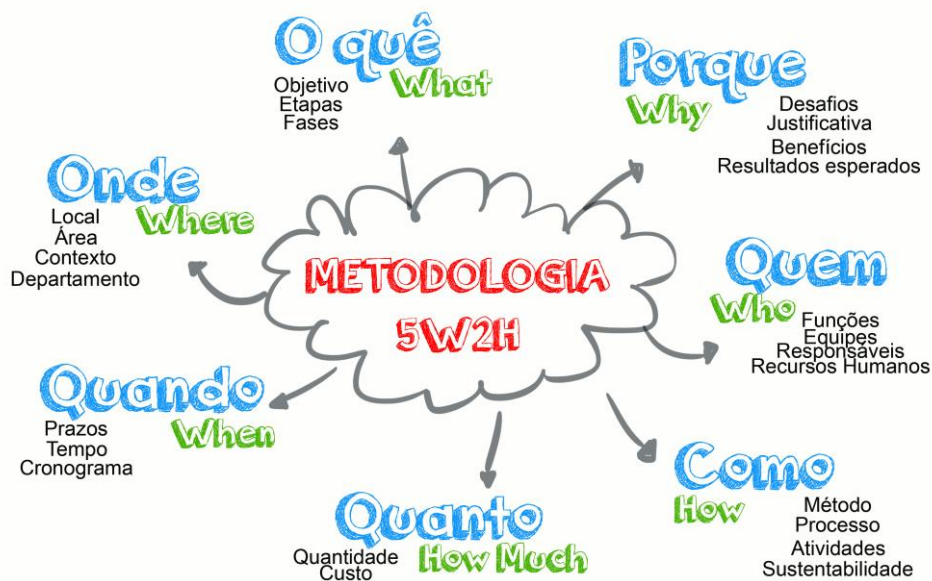 O quê
What
Objetivo
Etapas
Fases
Porque
Why
Desafios
Justificativa
Benefícios
Resultados esperados
Onde
Where
Local
Área
Contexto
Departamento
METODOLOGIA
5W2H
Quem
Who
Funções
Equipes
Responsáveis
Recursos Humanos
Quando
When
Prazos
Tempo
Cronograma
Quanto
How Much
Quantidade
Custo
Como
How
Método
Processo
Atividades
Sustentabilidade